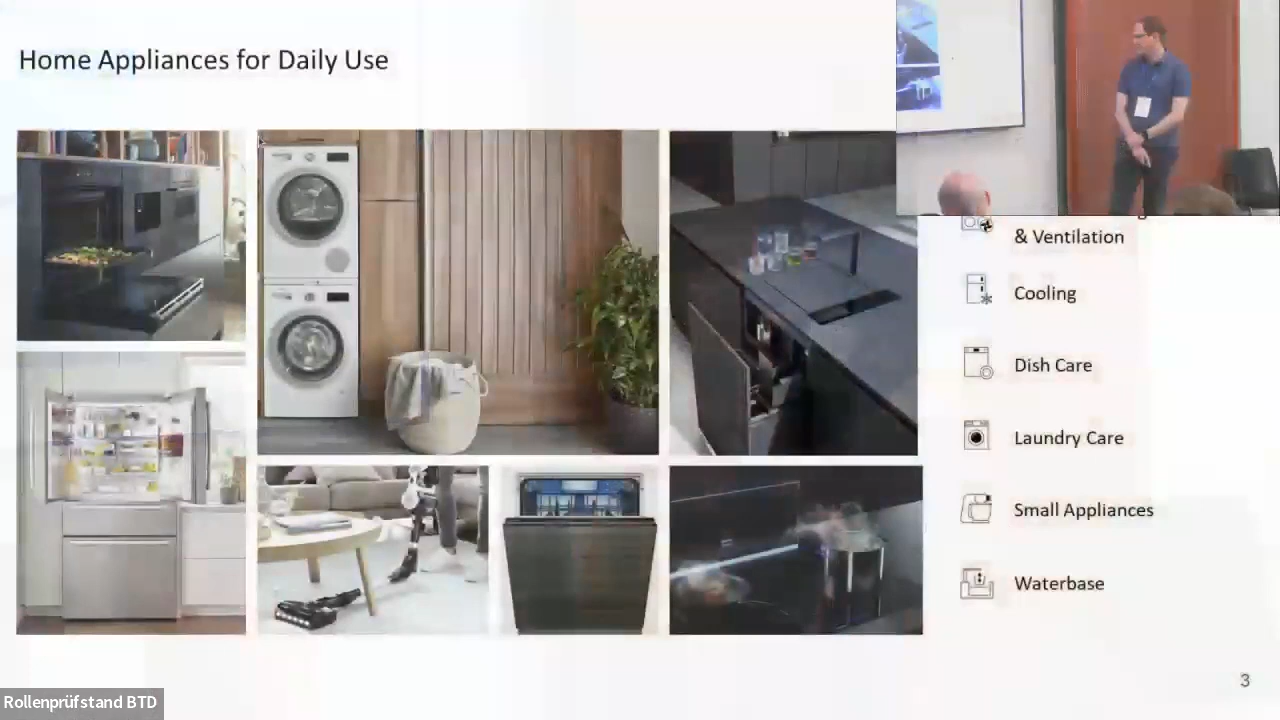 Home Appliances for Daily Use
& Ventilation
Cooling
Dish Care
Laundry Care
Small Appliances
Waterbase
3
Rollenprüfstand BTD